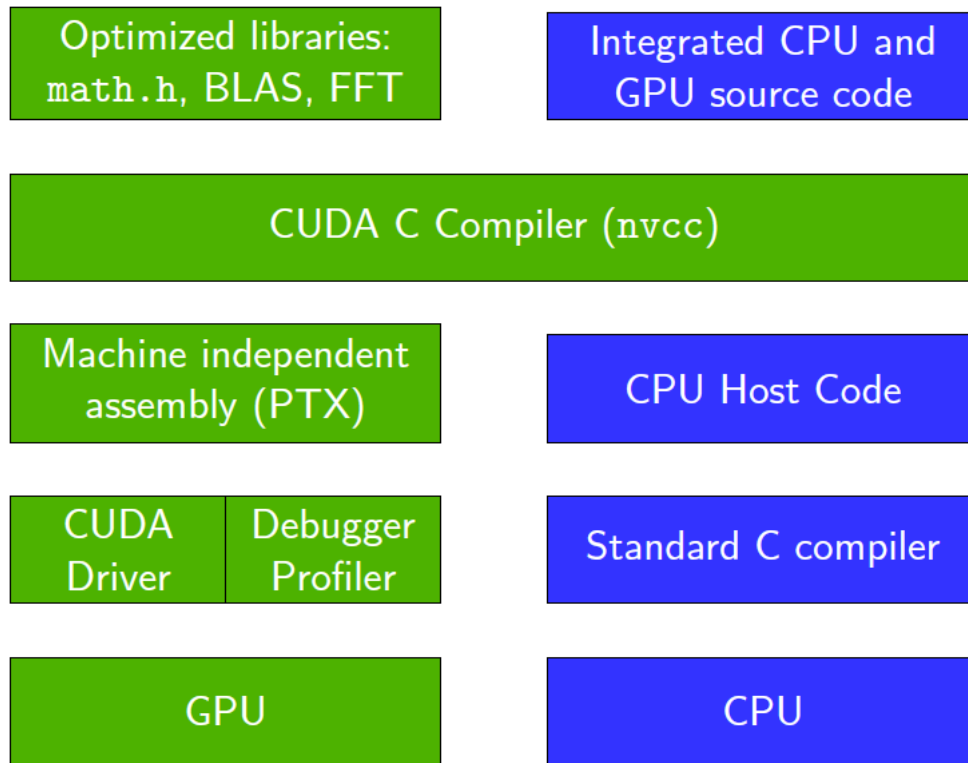 Optimized libraries:
math.h, BLAS, FFT
Integrated CPU and
GPU source code
CUDA C Compiler (nvcc)
Machine independent
assembly (PTX)
CPU Host Code
CUDA
Driver
Debugger
Profiler
Standard C compiler
GPU
CPU